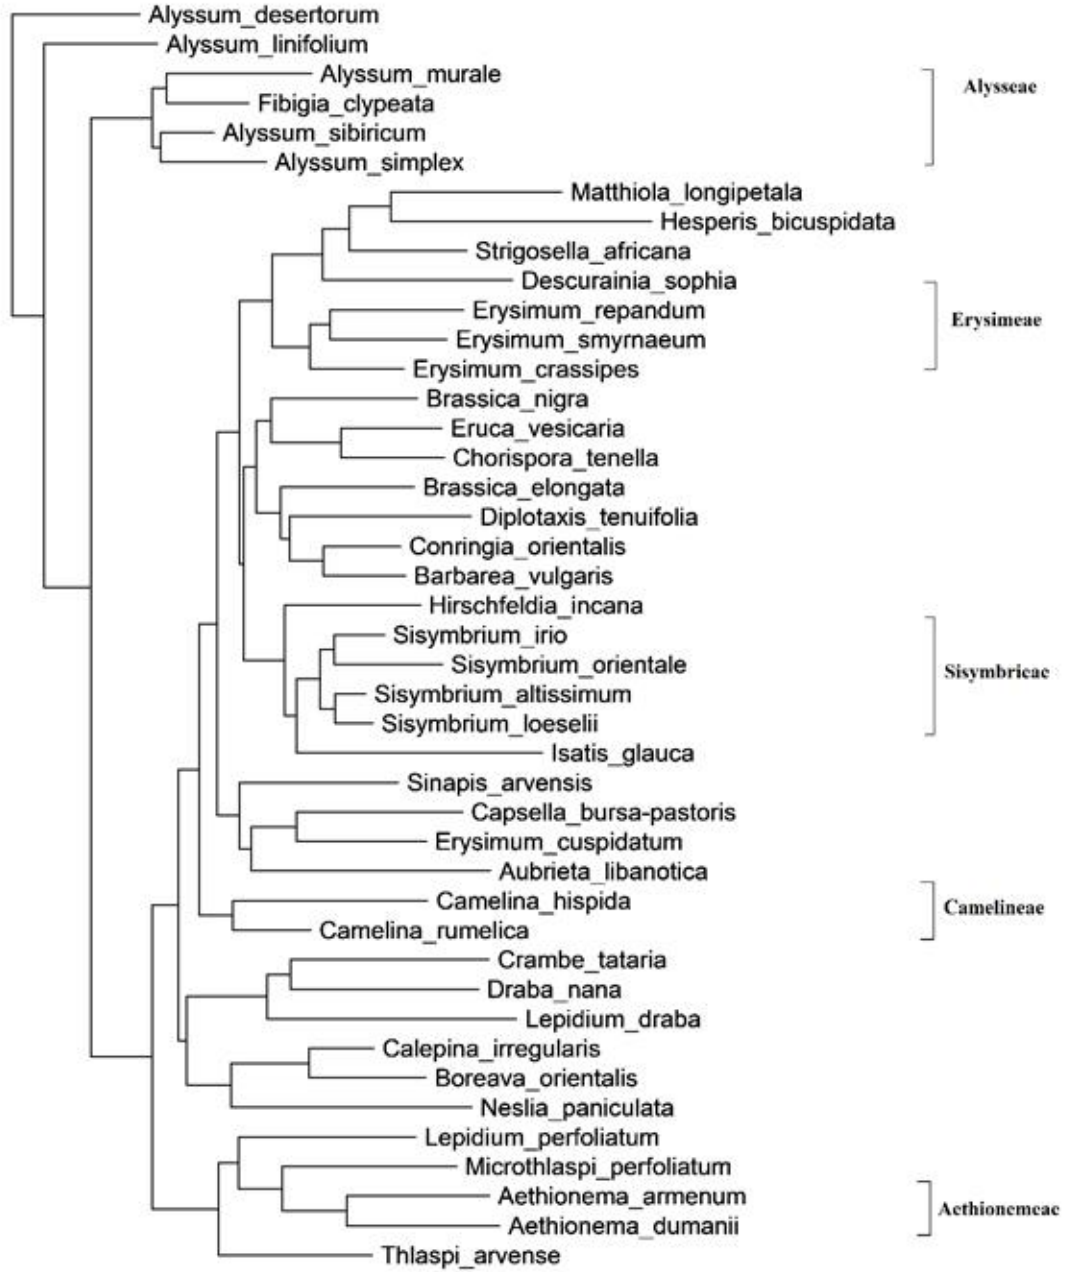 Alyssum_desertorum
Alyssum_linifolium
Alyssum_murale
Alysseae
Fibigia_clypeata
Alyssum_sibiricum
Alyssum_simplex
Matthiola_longipetala
Hesperis_bicuspidata
Strigosella_africana
Descurainia_sophia
Erysimum_repandum
Erysimeae
Erysimum_smyrnaeum
Erysimum_crassipes
Brassica_nigra
Eruca_vesicaria
Chorispora_tenella
Brassica_elongata
Diplotaxis_tenuifolia
Conringia_orientalis
Barbarea_vulgaris
Hirschfeldia_incana
Sisymbrium_irio
Sisymbrium_orientale
Sisymbrieae
Sisymbrium_altissimum
Sisymbrium_loeselii
Isatis_glauca
Sinapis_arvensis
Capsella_bursa-pastoris
Erysimum_cuspidatum
Aubrieta_libanotica
Camelina_hispida
Camelineae
Camelina_rumelica
Crambe_tataria
Draba_nana
Lepidium_draba
Calepina_irregularis
Boreava_orientalis
Neslia_paniculata
Lepidium_perfoliatum
Microthlaspi_perfoliatum
Aethionema_armenum
Aethionemeae
Aethionema_dumanii
Thlaspi_arvense